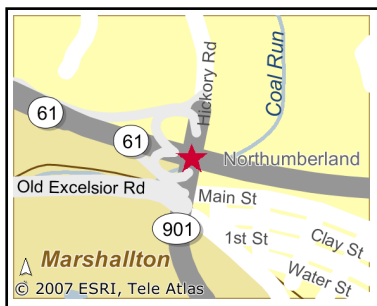 Hickory Rd
Coal Run
61
61
Northumberland
Old Excelsior Rd
Main St
901
1st St
Clay St
Marshallton
Water St
© 2007 ESRI, Tele Atlas